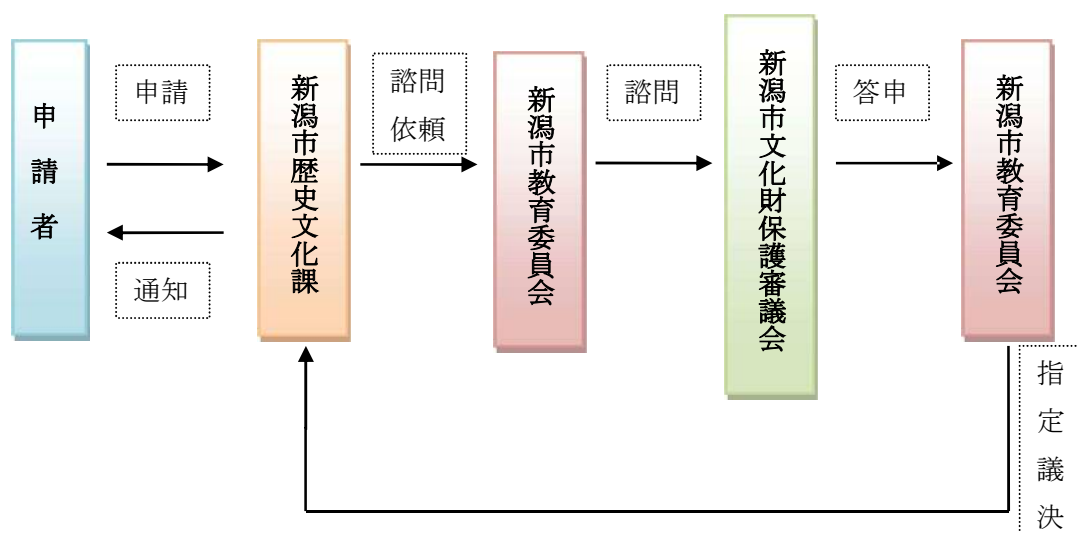 申請者
申請
通知
新潟市歴史文化課
諮問
依頼
新潟市教育委員会
諮問
新潟市文化財保護審議会
答申
新潟市教育委員会
指定議決